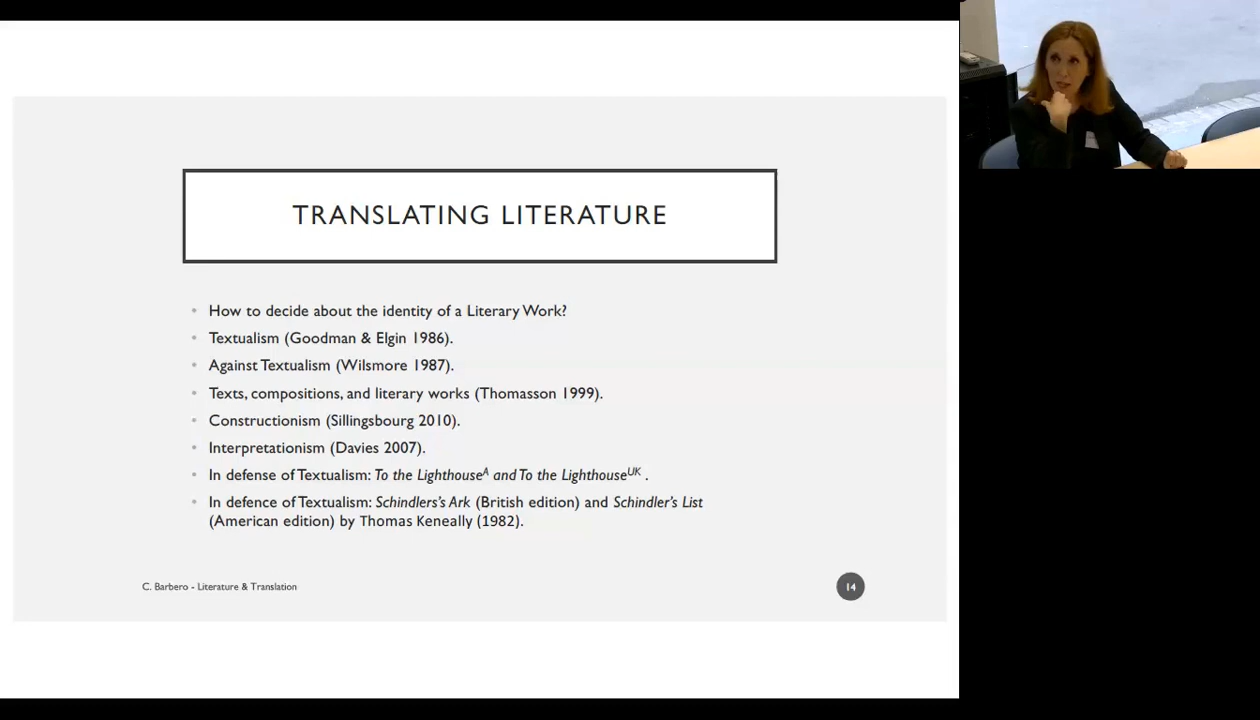 TRANSLATING LITERATURE
How to decide about the identity of a Literary Work?
Textualism (Goodman & Elgin 1986).
Against Textualism (Wilsmore 1987).
Texts, compositions, and literary works (Thomasson 1999).
Constructionism (Sillingsbourg 2010).
Interpretationism (Davies 2007).
In defense of Textualism: To the Lighthouse^A and To the Lighthouse^UK .
In defence of Textualism: Schindlers's Ark (British edition) and Schindler's List
(American edition) by Thomas Keneally (1982).
C. Barbero - Literature & Translation
14